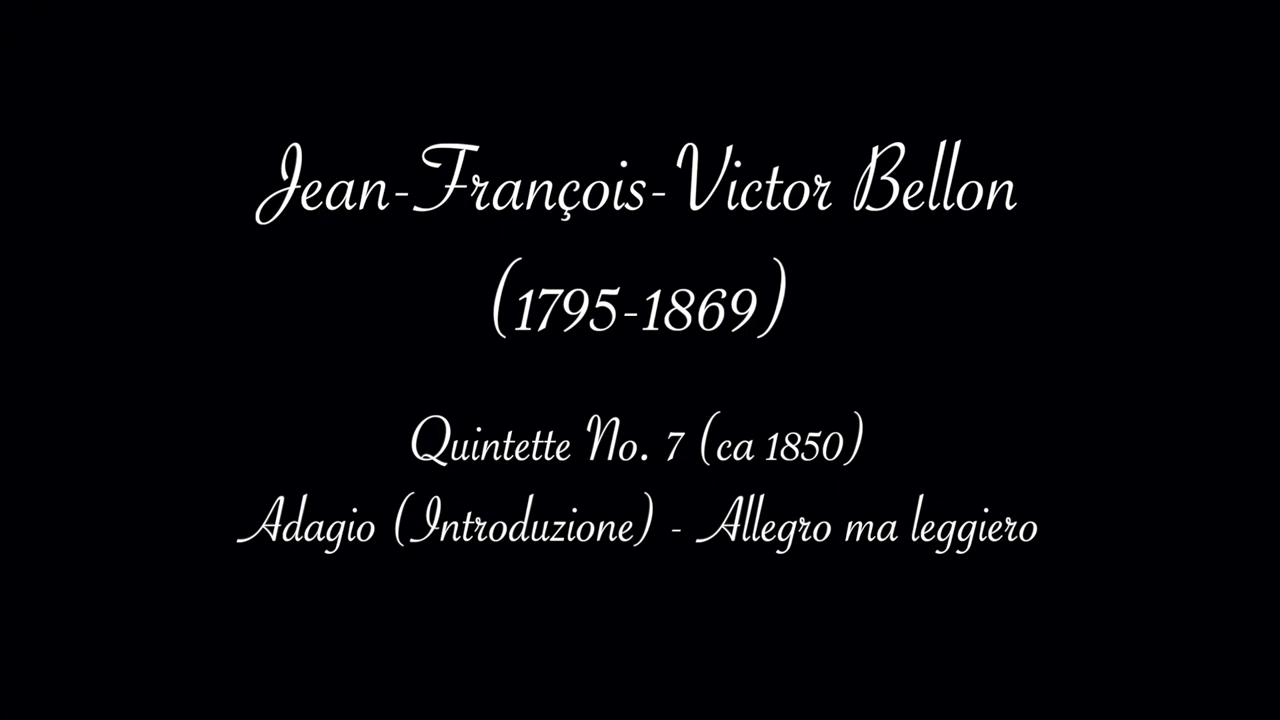 Jean-François-Victor Bellon
(1795-1869)
Quintette No. 7 (ca 1850)
Adagio (Introduzione) - Allegro ma leggiero